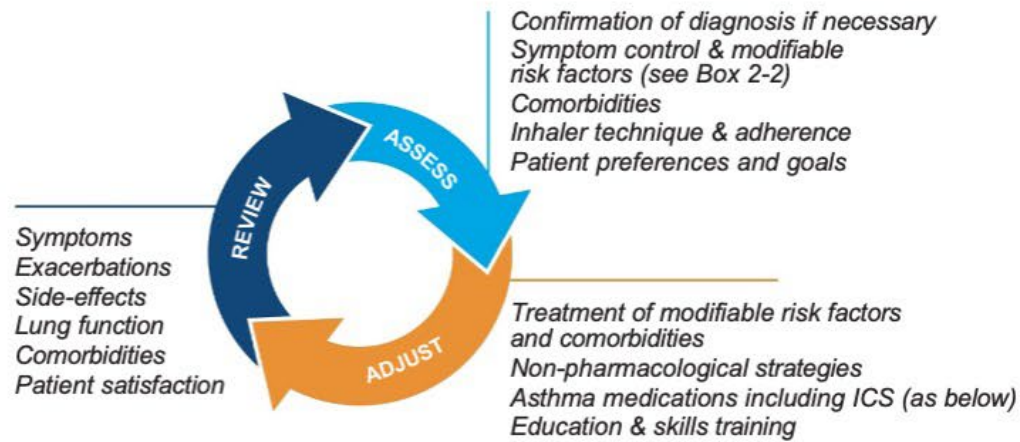 Confirmation of diagnosis if necessary
Symptom control & modifiable
risk factors (see Box 2-2)
Comorbidities
Inhaler technique & adherence
Patient preferences and goals
ASSESS
REVIEW
Symptoms
Exacerbations
Side-effects
Lung function
Comorbidities
Patient satisfaction
ADJUST
Treatment of modifiable risk factors
and comorbidities
Non-pharmacological strategies
Asthma medications including ICS (as below)
Education & skills training